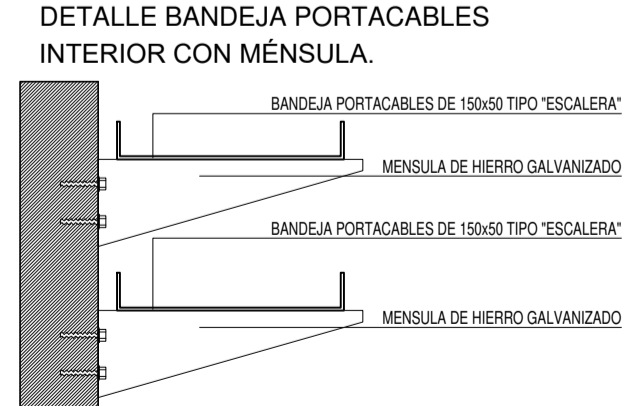 DETALLE BANDEJA PORTACABLES
INTERIOR CON MÉNSULA.
BANDEJA PORTACABLES DE 150x50 TIPO "ESCALERA"
MENSULA DE HIERRO GALVANIZADO
BANDEJA PORTACABLES DE 150x50 TIPO "ESCALERA"
MENSULA DE HIERRO GALVANIZADO